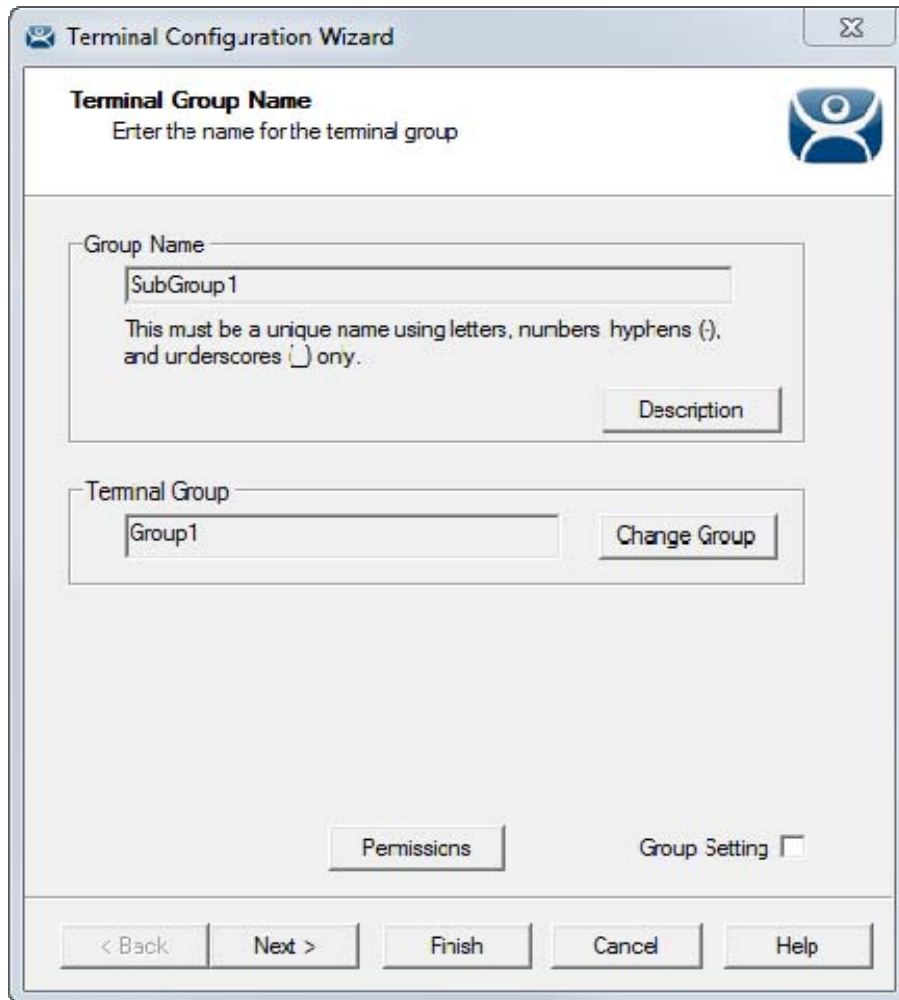 Terminal Configuration Wizard
Terminal Group Name
Enter the name for the terminal group
Group Name
SubGroup1
This must be a unique name using letters, numbers hyphens (-),
and underscores (_) only.
Description
Terminal Group
Group1
Change Group
Permissions
Group Setting
< Back
Next >
Finish
Cancel
Help